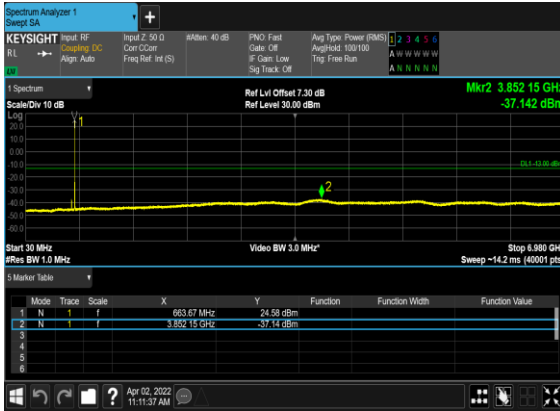 Spectrum Analyzer 1
Swept SA
+
KEYSIGHT Input: RF Input Z: 50 Ω #Atten: 40 dB PNO: Fast Avg Type: Power (RMS) 1 2 3 4 5 6
RL Coupling: DC Corr CCorr Gate: Off Avg|Hold: 100/100 A W W W W W
Align: Auto Freq Ref: Int (S) IF Gain: Low Trig: Free Run
Sig Track: Off A N N N N N
1 Spectrum Ref Lvl Offset 7.30 dB Mkr2 3.852 15 GHz
Scale/Div 10 dB Ref Level 30.00 dBm -37.142 dBm
Log
20.0
10.0
0.00
-10.0
-20.0
-30.0
-40.0
-50.0
-60.0
1
DL1 -13.00 dBm
2
Start 30 MHz Video BW 3.0 MHz* Stop 6.980 GHz
#Res BW 1.0 MHz Sweep ~14.2 ms (40001 pts)
5 Marker Table
Mode Trace Scale X Y Function Function Width Function Value
1 N 1 f 663.67 MHz 24.58 dBm
2 N 1 f 3.852 15 GHz -37.14 dBm
3
4
5
6
? Apr 02, 2022
11:11:37 AM